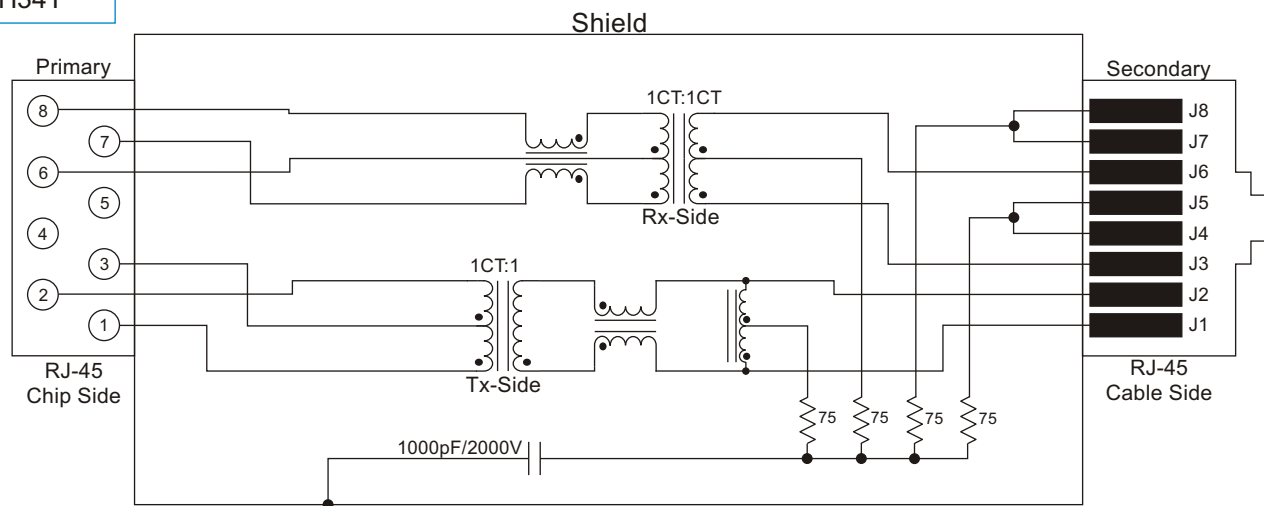 Shield
Primary
Secondary
8
7
6
5
4
3
2
1
1CT:1CT
Rx-Side
1CT:1
Tx-Side
J8
J7
J6
J5
J4
J3
J2
J1
RJ-45
Chip Side
RJ-45
Cable Side
75
75
75
75
1000pF/2000V